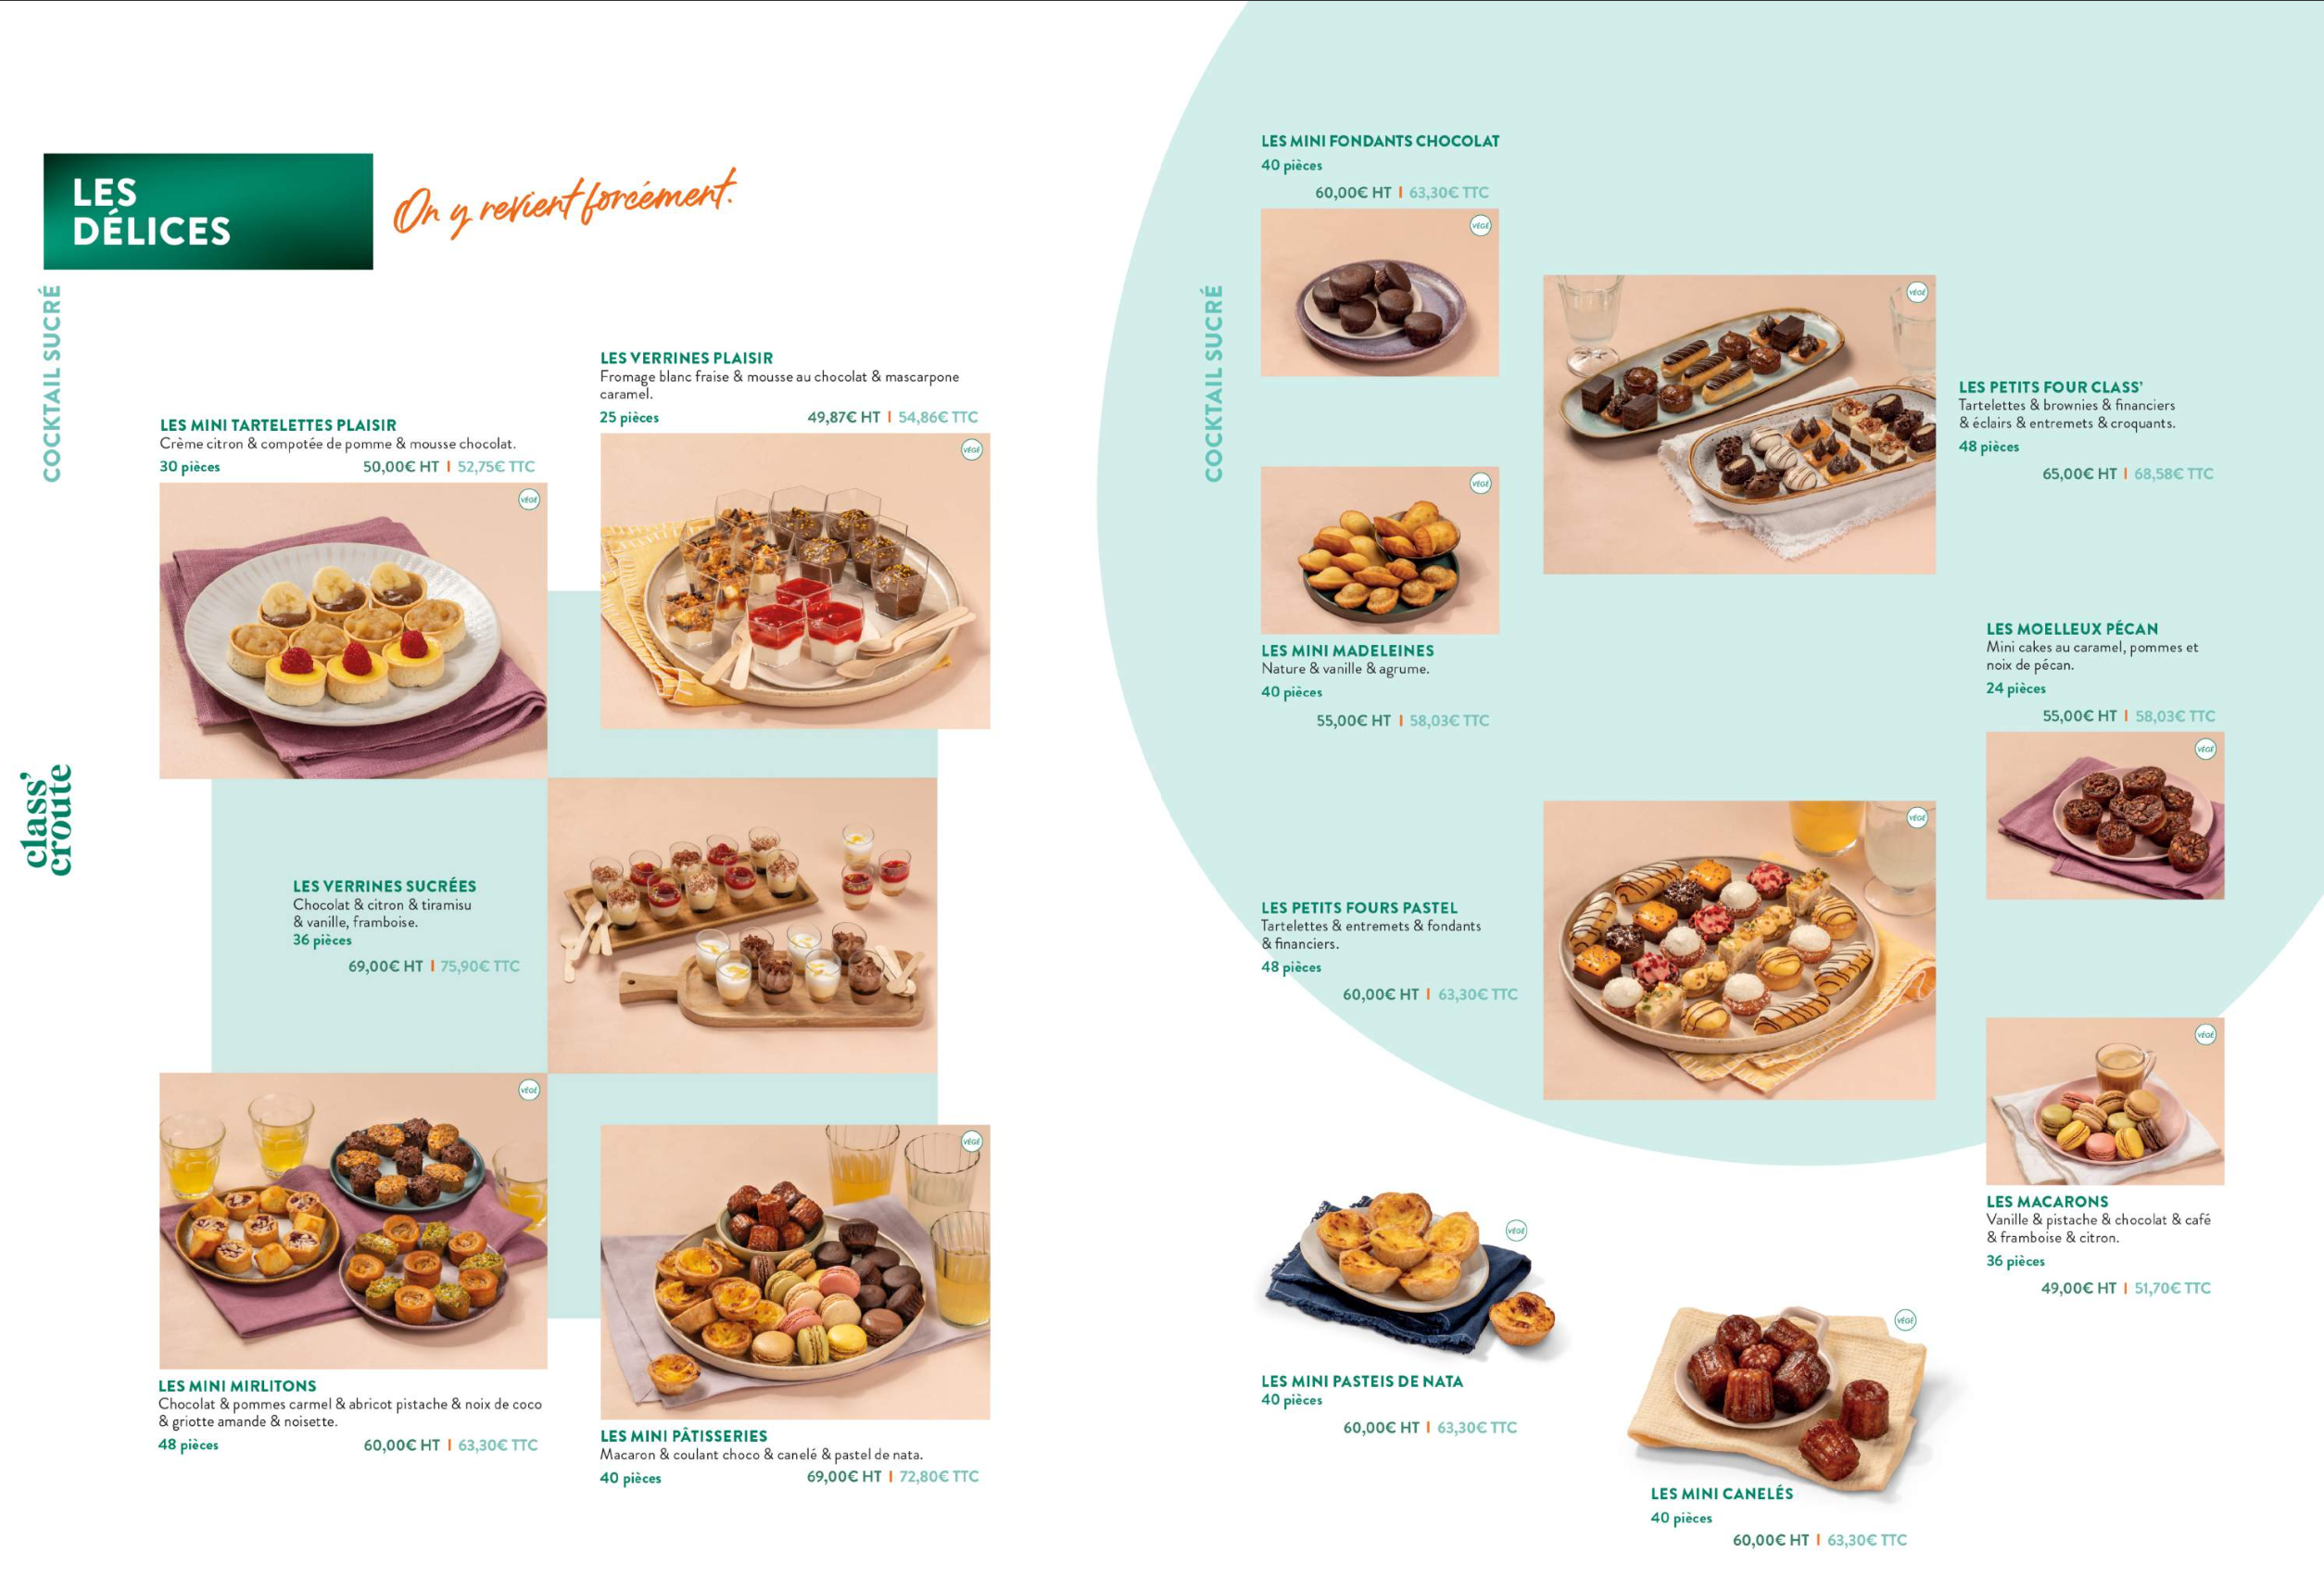 LES
DÉLICES
On y revient forcément.
COCKTAIL SUCRÉ
class'
croute
LES MINI TARTELETTES PLAISIR
Crème citron & compotée de pomme & mousse chocolat.
30 pièces 50,00€ HT | 52,75€ TTC
VÉGÉ
LES VERRINES PLAISIR
Fromage blanc fraise & mousse au chocolat & mascarpone
caramel.
25 pièces 49,87€ HT | 54,86€ TTC
VÉGÉ
LES VERRINES SUCRÉES
Chocolat & citron & tiramisu
& vanille, framboise.
36 pièces
69,00€ HT | 75,90€ TTC
VÉGÉ
LES MINI MIRLITONS
Chocolat & pommes carmel & abricot pistache & noix de coco
& griotte amande & noisette.
48 pièces 60,00€ HT | 63,30€ TTC
VÉGÉ
LES MINI PÂTISSERIES
Macaron & coulant choco & canelé & pastel de nata.
40 pièces 69,00€ HT | 72,80€ TTC
COCKTAIL SUCRÉ
LES MINI FONDANTS CHOCOLAT
40 pièces
60,00€ HT | 63,30€ TTC
VÉGÉ
VÉGÉ
LES PETITS FOUR CLASS'
Tartelettes & brownies & financiers
& éclairs & entremets & croquants.
48 pièces
65,00€ HT | 68,58€ TTC
VÉGÉ
LES MINI MADELEINES
Nature & vanille & agrume.
40 pièces
55,00€ HT | 58,03€ TTC
LES MOELLEUX PÉCAN
Mini cakes au caramel, pommes et
noix de pécan.
24 pièces
55,00€ HT | 58,03€ TTC
VÉGÉ
LES PETITS FOURS PASTEL
Tartelettes & entremets & fondants
& financiers.
48 pièces
60,00€ HT | 63,30€ TTC
VÉGÉ
VÉGÉ
LES MACARONS
Vanille & pistache & chocolat & café
& framboise & citron.
36 pièces
49,00€ HT | 51,70€ TTC
VÉGÉ
LES MINI PASTEIS DE NATA
40 pièces
60,00€ HT | 63,30€ TTC
VÉGÉ
LES MINI CANELÉS
40 pièces
60,00€ HT | 63,30€ TTC